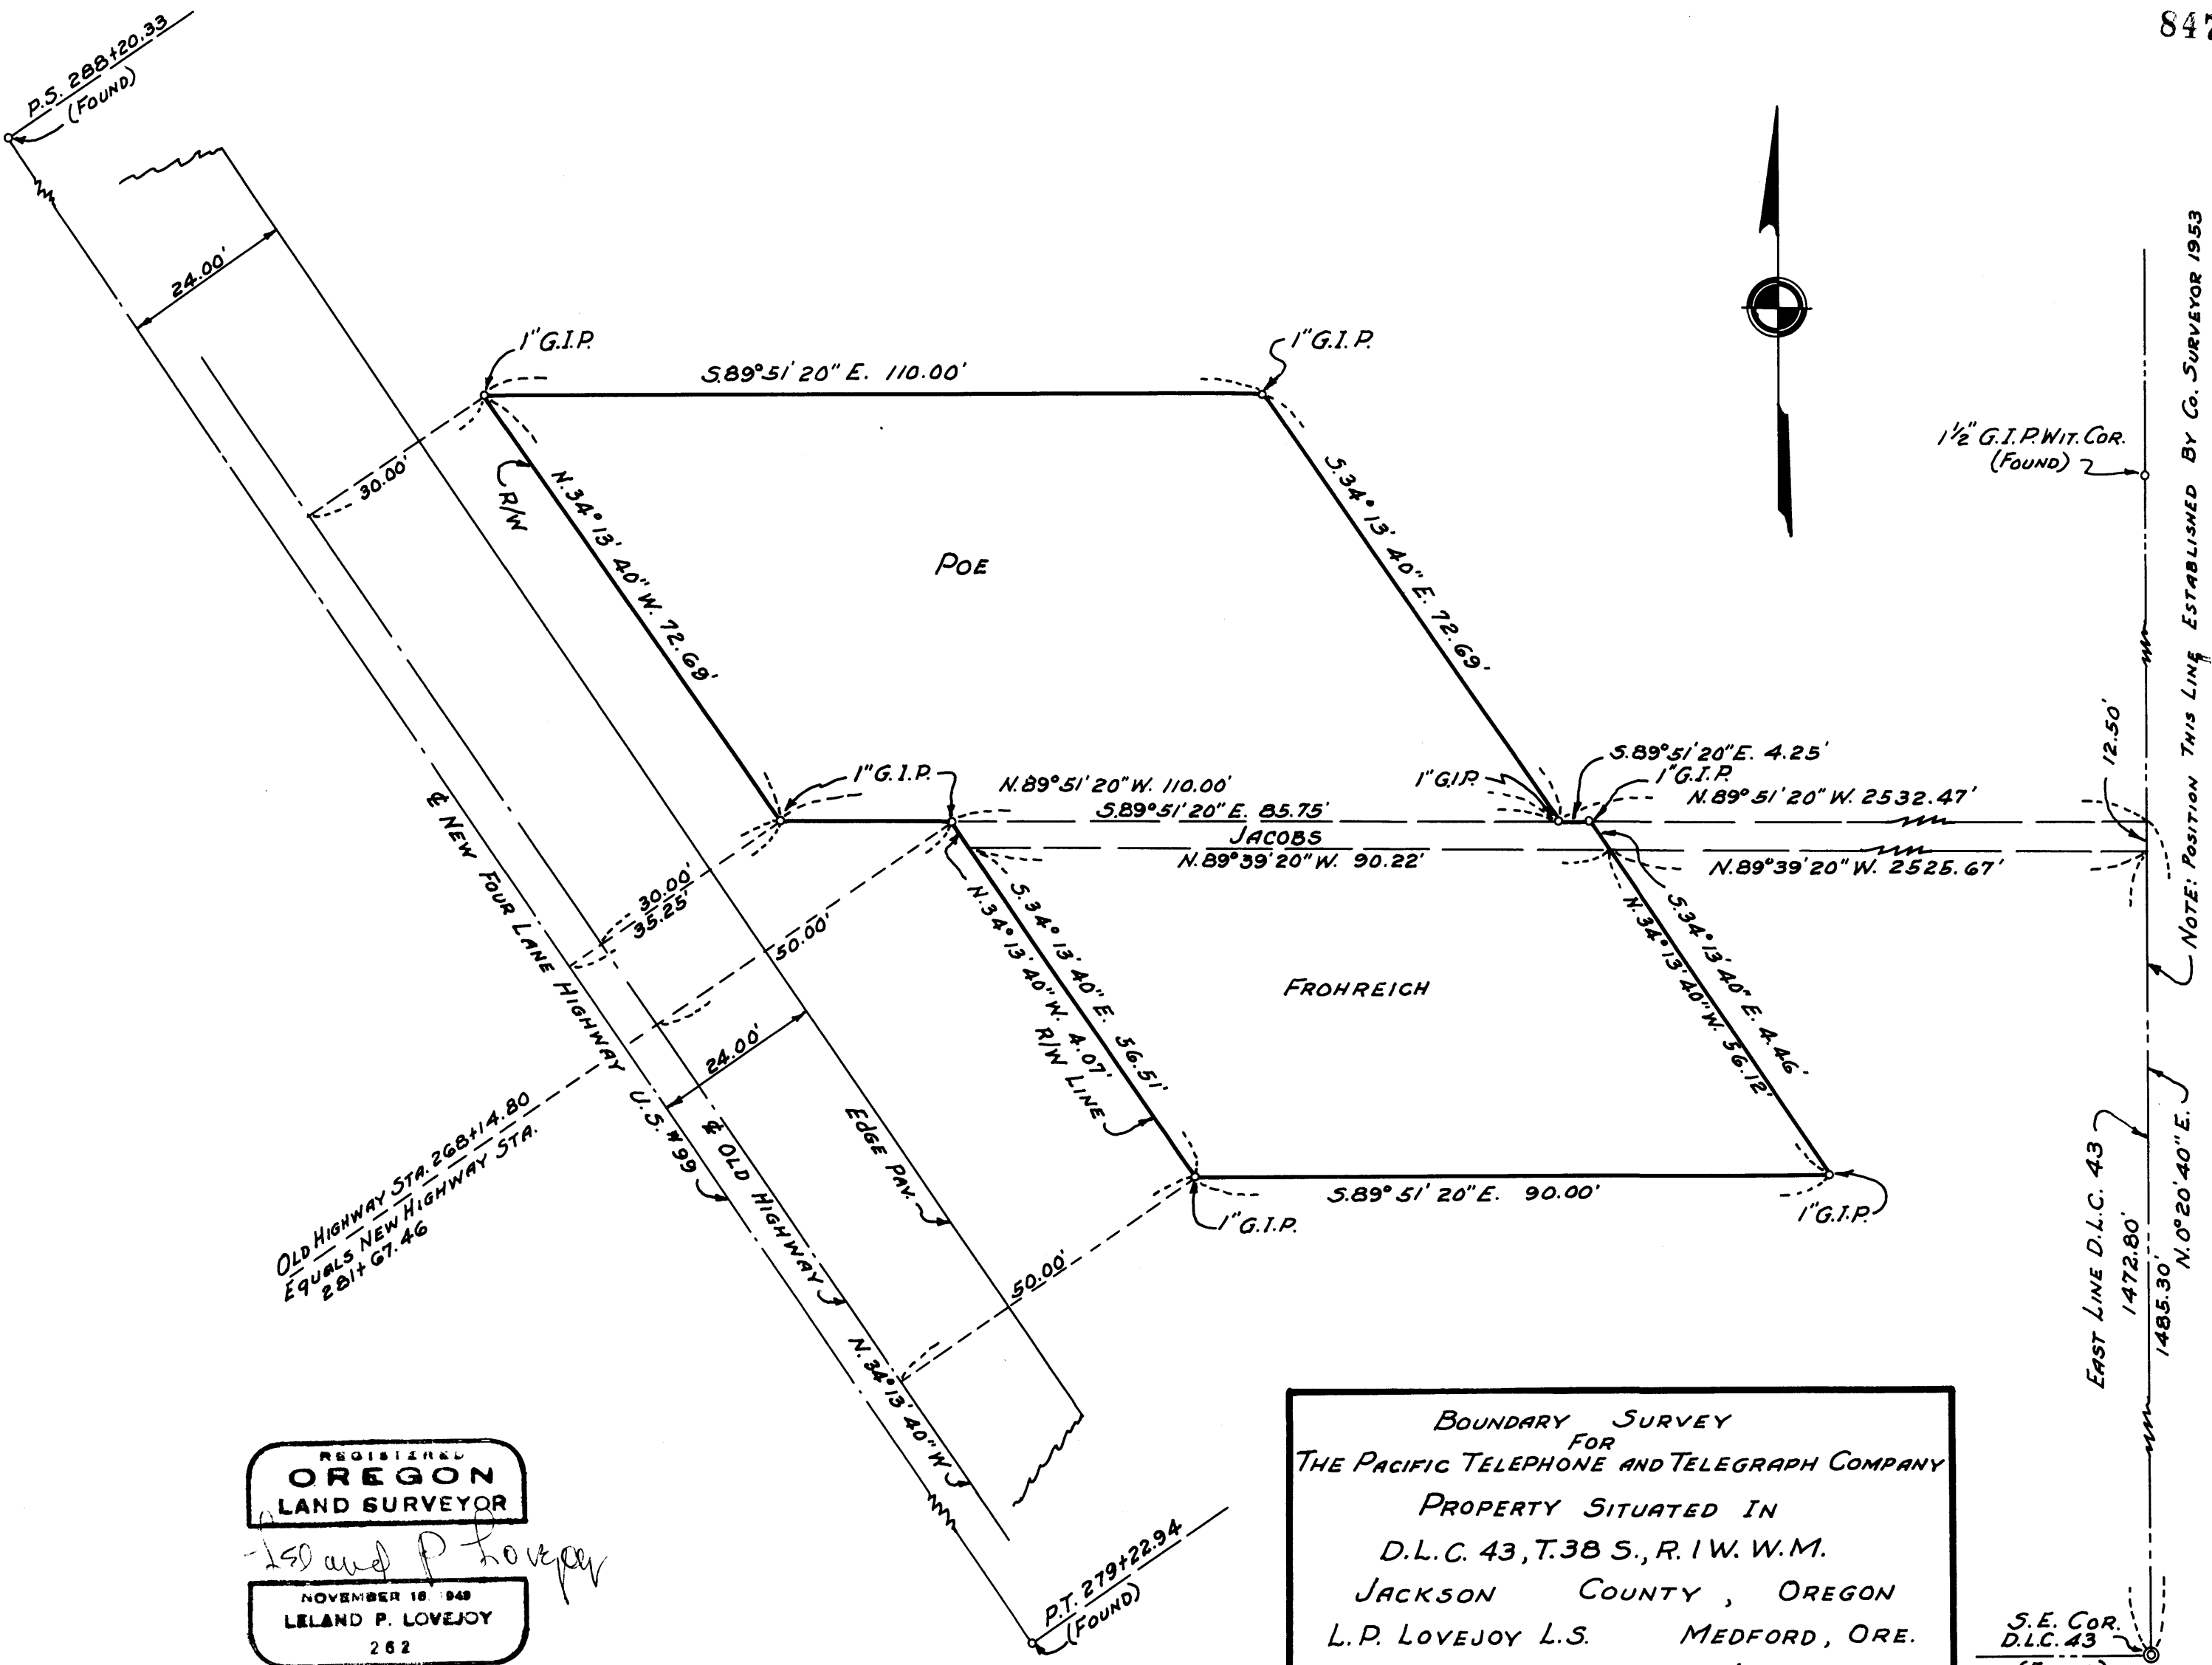 847
P.S. 288+20.33
(FOUND)
24.00'
1" G.I.P.
S.89°51'20" E. 110.00'
1" G.I.P.
30.00'
R/W
N.34°13'40" W. 72.69'
POE
S.34°13'40" E. 72.69'
1½" G.I.P. WIT. COR.
(FOUND)
NOTE: POSITION THIS LINE ESTABLISHED BY CO. SURVEYOR 1953
12.50'
1" G.I.P.
N.89°51'20" W. 110.00'
S.89°51'20" E. 85.75'
JACOBS
N.89°39'20" W. 90.22'
1" G.I.P.
S.89°51'20" E. 4.25'
1" G.I.P.
N.89°51'20" W. 2532.47'
N.89°39'20" W. 2525.67'
30.00'
35.25'
50.00'
S.34°13'40" E. 56.51'
N.34°13'40" W. 4.07'
R/W LINE
S.34°13'40" E. 4.46'
N.34°13'40" W. 56.12'
FROHREICH
℄ NEW FOUR LANE HIGHWAY U.S. #99
24.00'
EDGE PAV.
℄ OLD HIGHWAY N.34°13'40" W.
OLD HIGHWAY STA. 268+14.80
EQUALS NEW HIGHWAY STA.
281+67.46
S.89°51'20" E. 90.00'
1" G.I.P.
1" G.I.P.
50.00'
EAST LINE D.L.C. 43
1472.80'
1485.30'
N.0°20'40" E.
P.T. 279+22.94
(FOUND)
REGISTERED
OREGON
LAND SURVEYOR
Leland P Lovejoy
NOVEMBER 18, 1949
LELAND P. LOVEJOY
262
BOUNDARY SURVEY
FOR
THE PACIFIC TELEPHONE AND TELEGRAPH COMPANY
PROPERTY SITUATED IN
D.L.C. 43, T.38 S., R.1W. W.M.
JACKSON COUNTY, OREGON
L.P. LOVEJOY L.S. MEDFORD, ORE.
S.E. COR.
D.L.C. 43